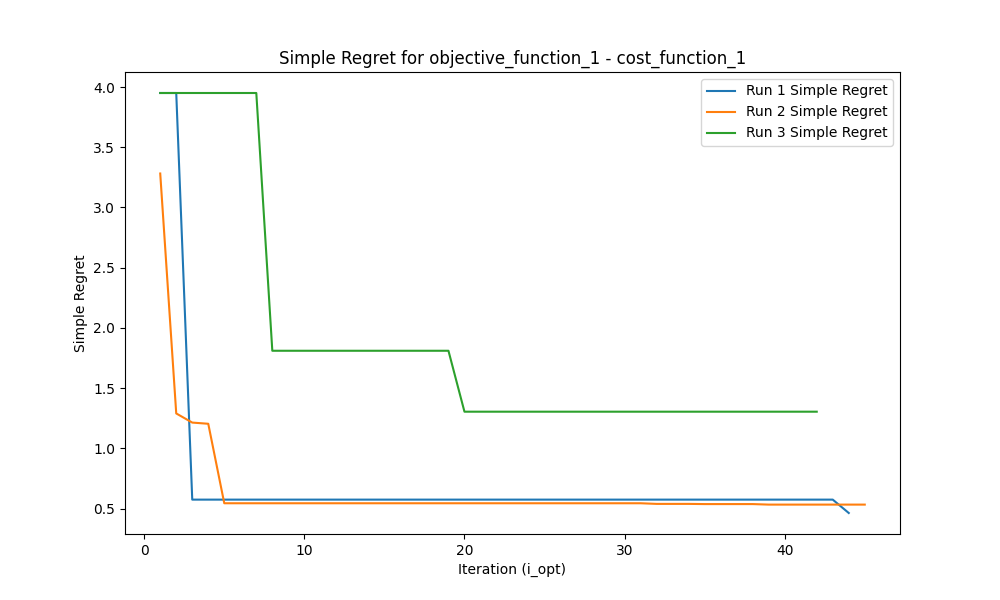 Simple Regret for objective_function_1 - cost_function_1
Run 1 Simple Regret
Run 2 Simple Regret
Run 3 Simple Regret
Simple Regret
4.0
3.5
3.0
2.5
2.0
1.5
1.0
0.5
0
10
20
30
40
Iteration (i_opt)